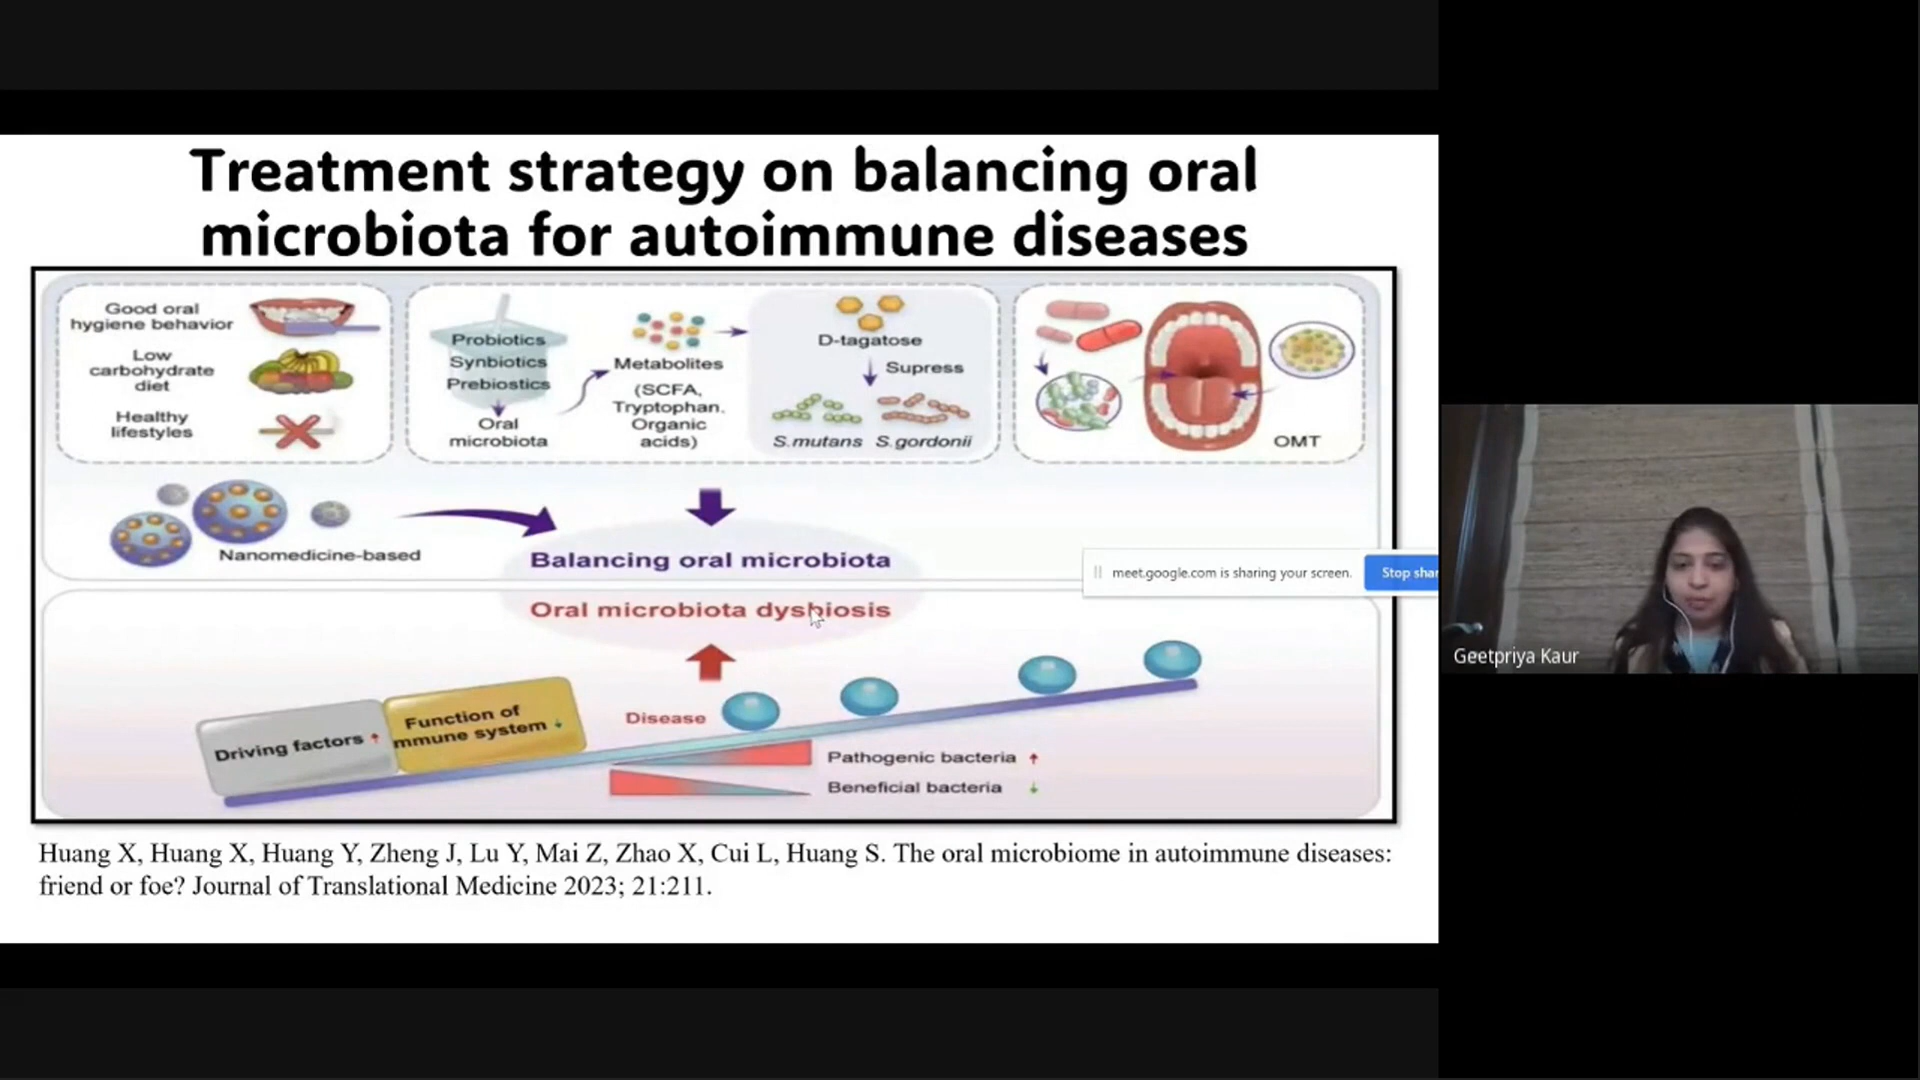 Treatment strategy on balancing oral
microbiota for autoimmune diseases
Good oral
hygiene behavior
Low
carbohydrate
diet
Healthy
lifestyles
Probiotics
Synbiotics
Prebiostics
Oral
microbiota
Metabolites
(SCFA,
Tryptophan.
Organic
acids)
D-tagatose
Supress
S.mutans S.gordonii
OMT
Nanomedicine-based
Balancing oral microbiota
meet.google.com is sharing your screen.
Stop shar
Oral microbiota dysbiosis
Driving factors
Function of
mmune system
Disease
Pathogenic bacteria
Beneficial bacteria
Huang X, Huang X, Huang Y, Zheng J, Lu Y, Mai Z, Zhao X, Cui L, Huang S. The oral microbiome in autoimmune diseases:
friend or foe? Journal of Translational Medicine 2023; 21:211.
Geetpriya Kaur